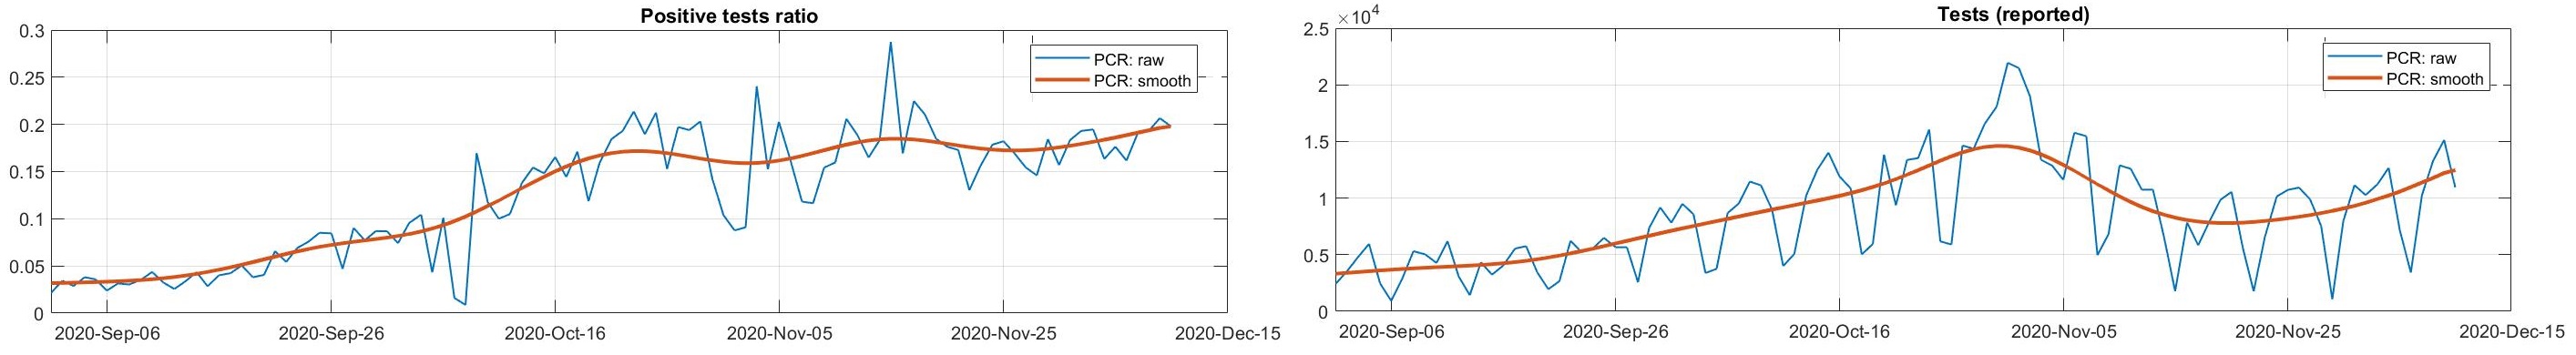 Positive tests ratio
0.3
0.25
0.2
0.15
0.1
0.05
0
PCR: raw
PCR: smooth
2020-Sep-06
2020-Sep-26
2020-Oct-16
2020-Nov-05
2020-Nov-25
2020-Dec-15
Tests (reported)
×10⁴
2.5
2
1.5
1
0.5
0
PCR: raw
PCR: smooth
2020-Sep-06
2020-Sep-26
2020-Oct-16
2020-Nov-05
2020-Nov-25
2020-Dec-15